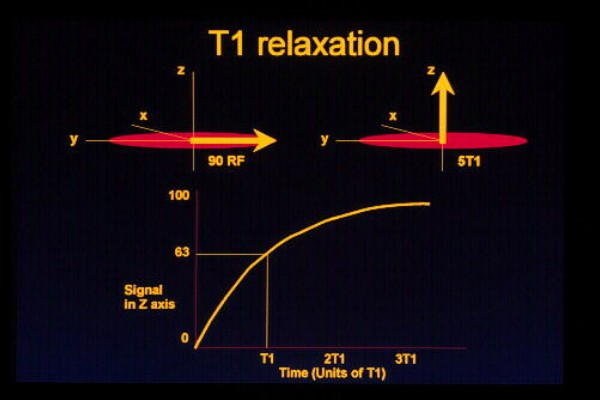 T1 relaxation
z
x
y
90 RF
z
x
y
5T1
100
63
Signal
in Z axis
0
T1 2T1 3T1
Time (Units of T1)